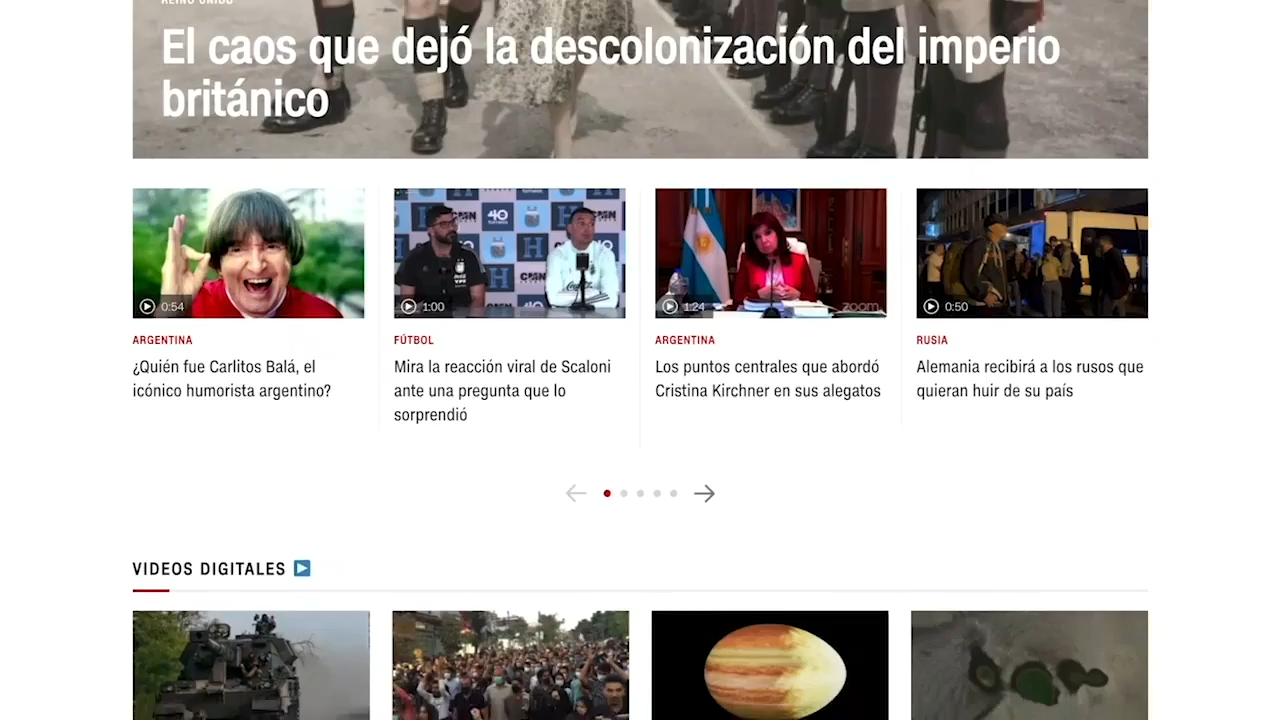 REINO UNIDO
El caos que dejó la descolonización del imperio
británico
0:54
1:00
1:24
zoom
0:50
ARGENTINA
¿Quién fue Carlitos Balá, el
icónico humorista argentino?
FÚTBOL
Mira la reacción viral de Scaloni
ante una pregunta que lo
sorprendió
ARGENTINA
Los puntos centrales que abordó
Cristina Kirchner en sus alegatos
RUSIA
Alemania recibirá a los rusos que
quieran huir de su país
VIDEOS DIGITALES